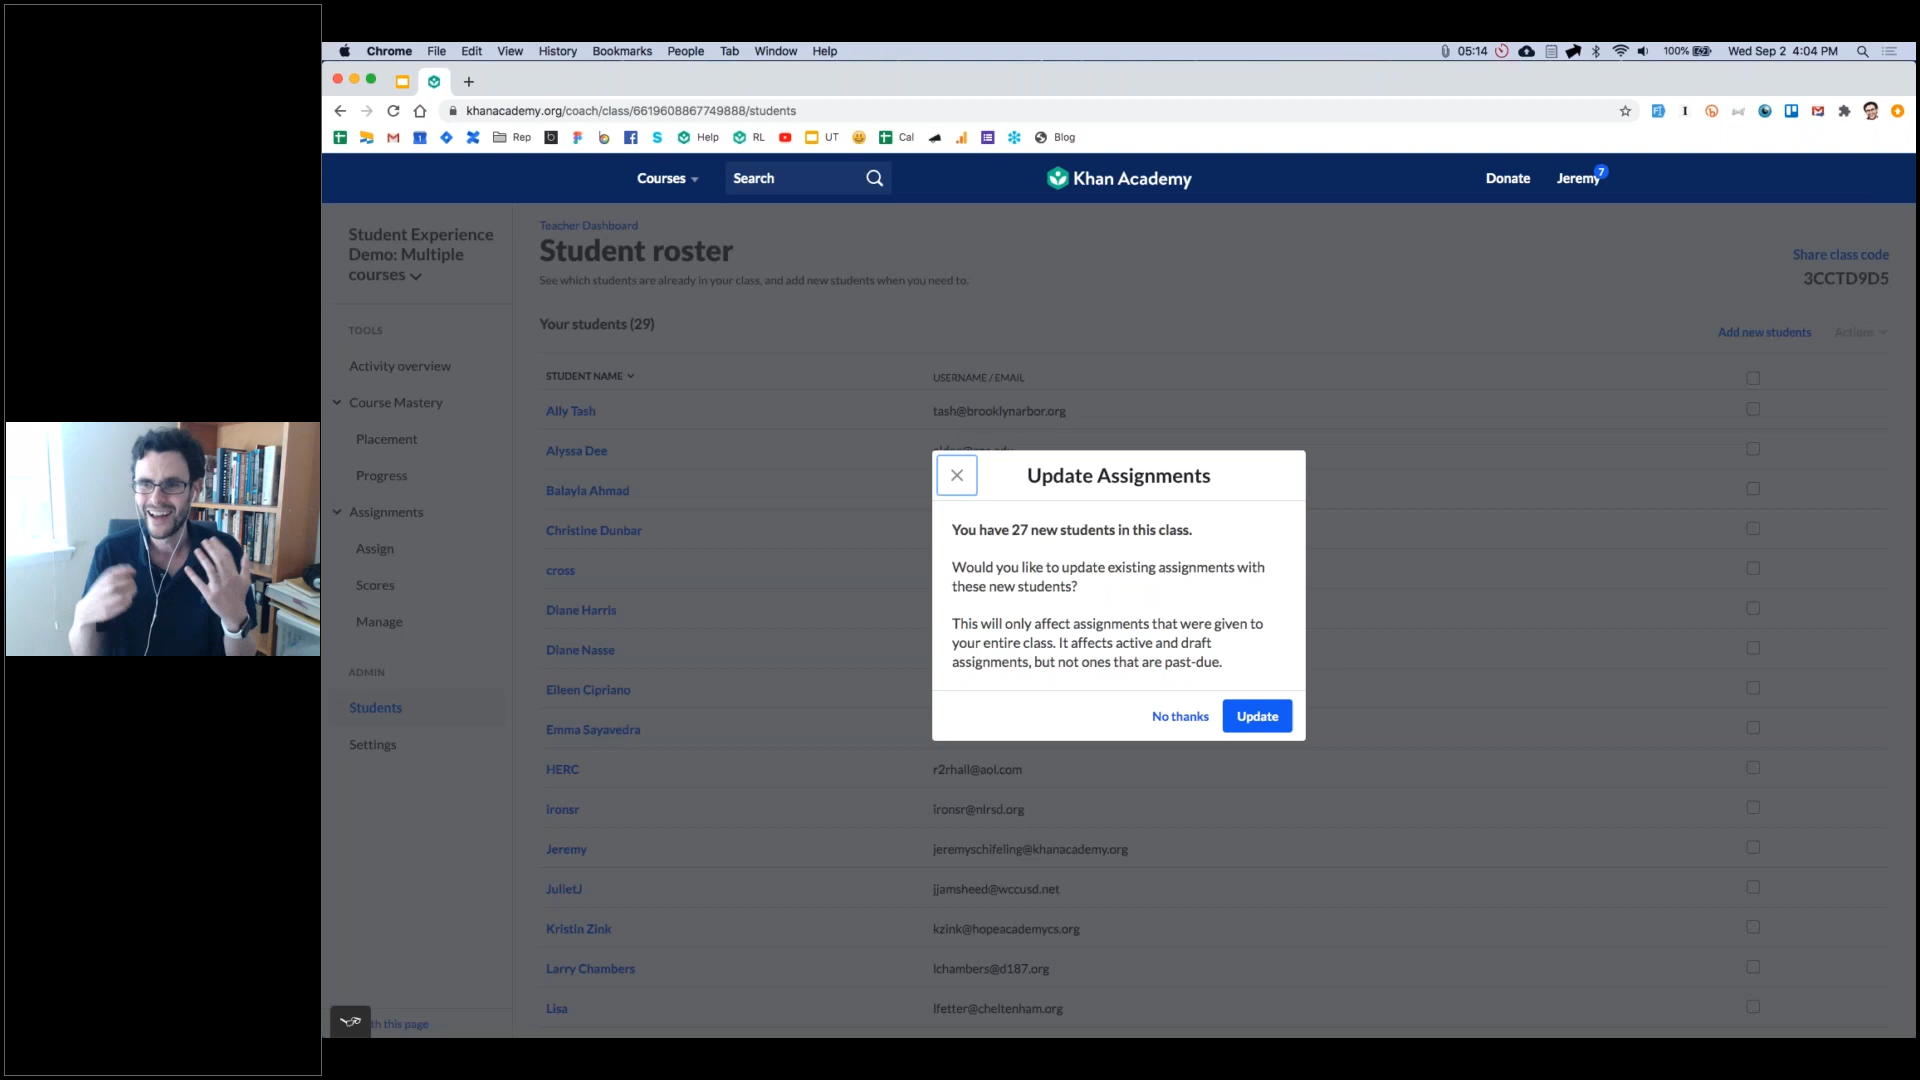 Chrome File Edit View History Bookmarks People Tab Window Help
05:14 100% Wed Sep 2 4:04 PM
khanacademy.org/coach/class/6619608867749888/students
Rep Help RL UT Cal Blog
Courses Search Khan Academy Donate Jeremy 7
Student Experience
Demo: Multiple
courses
TOOLS
Activity overview
Course Mastery
Placement
Progress
Assignments
Assign
Scores
Manage
ADMIN
Students
Settings
th this page
Teacher Dashboard
Student roster
See which students are already in your class, and add new students when you need to.
Share class code
3CCTD9D5
Your students (29)
Add new students Actions
STUDENT NAME USERNAME / EMAIL
Ally Tash tash@brooklynarbor.org
Alyssa Dee
Balayla Ahmad
Christine Dunbar
cross
Diane Harris
Diane Nasse
Eileen Cipriano
Emma Sayavedra
HERC r2rhall@aol.com
ironsr ironsr@nlrsd.org
Jeremy jeremyschifeling@khanacademy.org
JulietJ jjamsheed@wccusd.net
Kristin Zink kzink@hopeacademycs.org
Larry Chambers lchambers@d187.org
Lisa lfetter@cheltenham.org
Update Assignments
You have 27 new students in this class.
Would you like to update existing assignments with
these new students?
This will only affect assignments that were given to
your entire class. It affects active and draft
assignments, but not ones that are past-due.
No thanks Update